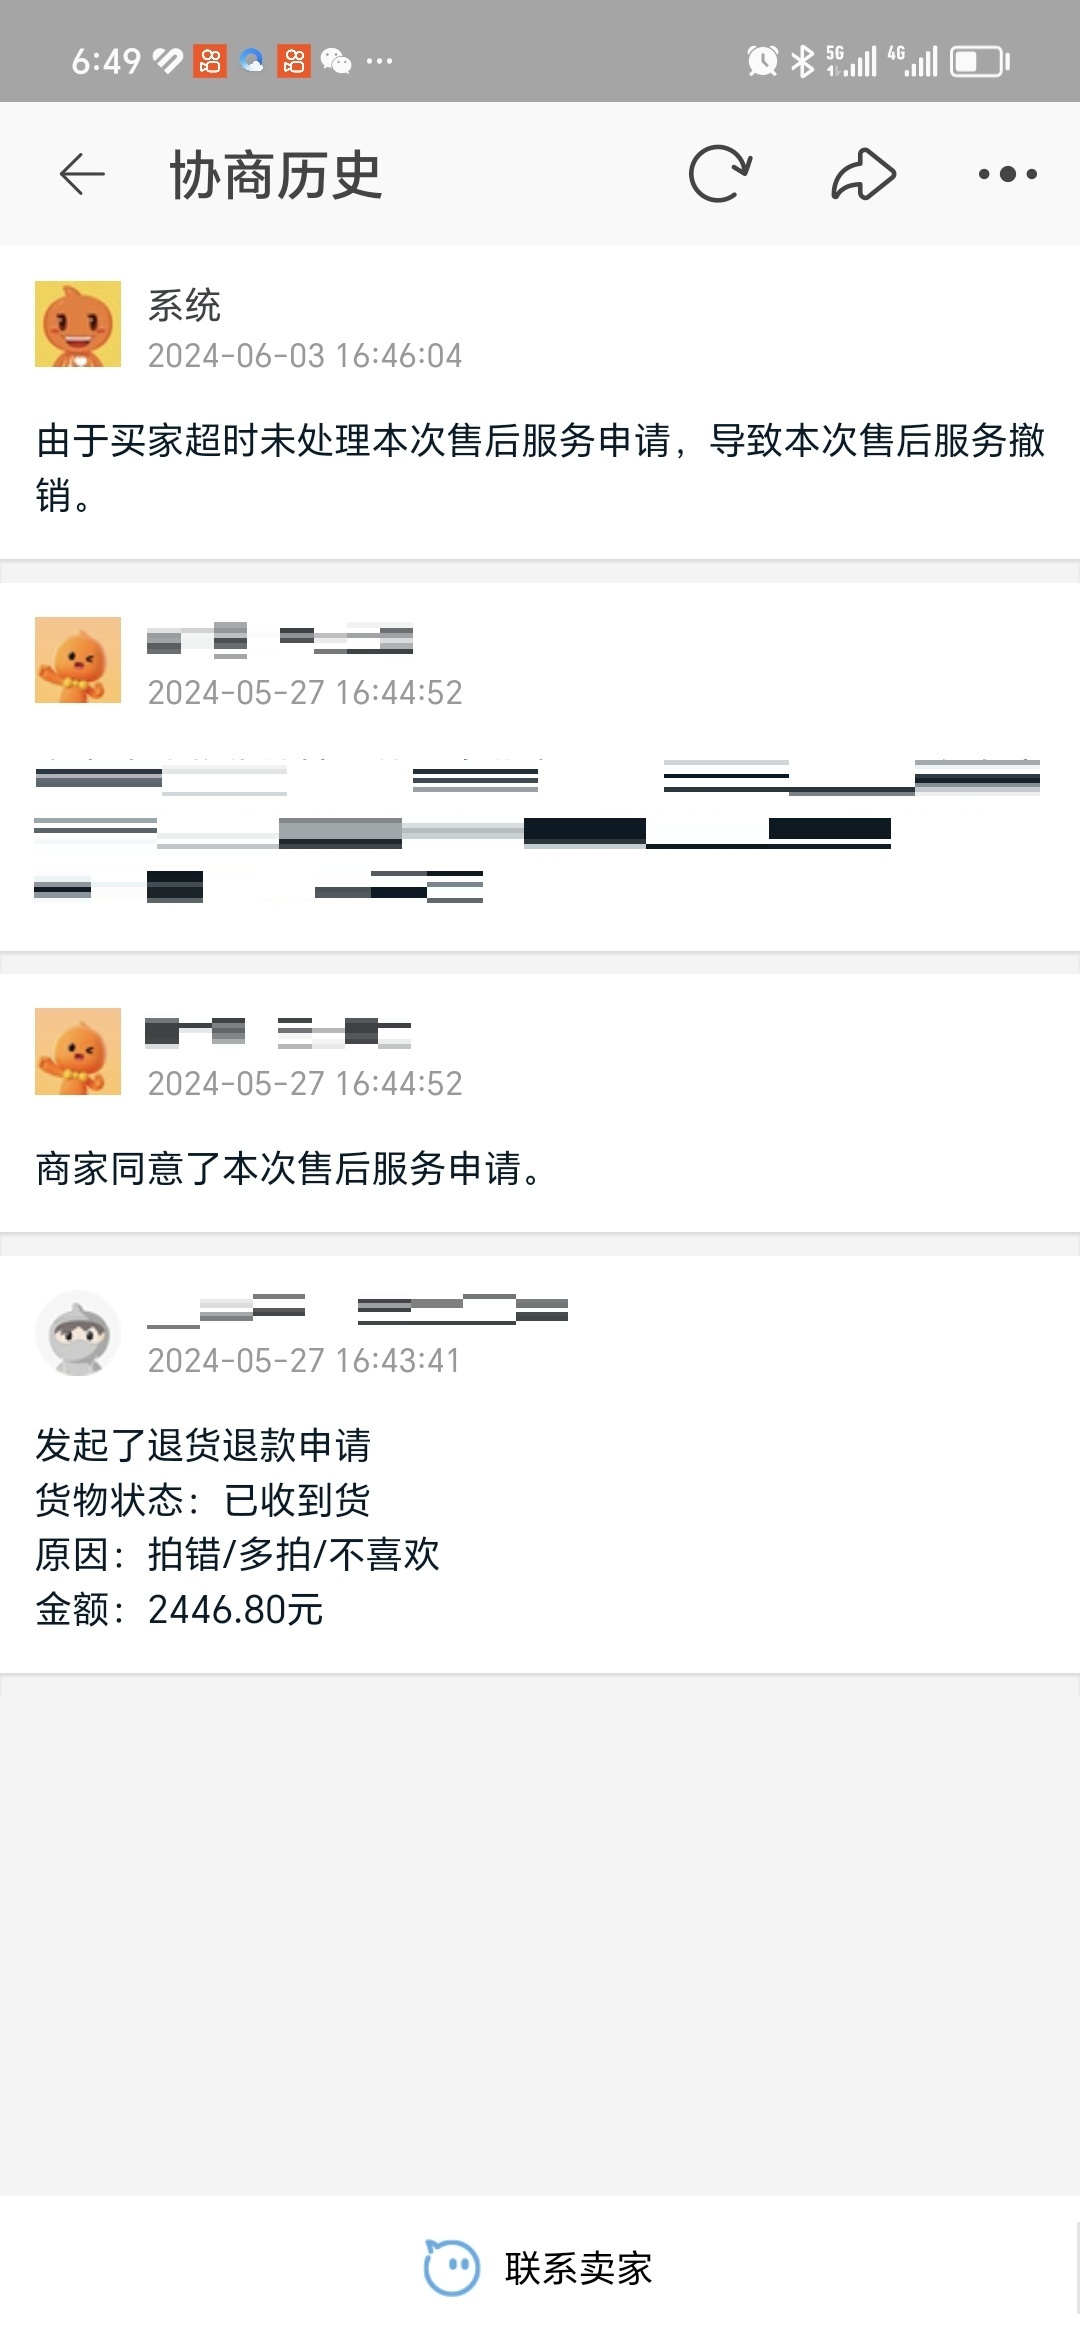 6:49
5G
4G
协商历史
系统
2024-06-03 16:46:04
由于买家超时未处理本次售后服务申请，导致本次售后服务撤
销。
2024-05-27 16:44:52
2024-05-27 16:44:52
商家同意了本次售后服务申请。
2024-05-27 16:43:41
发起了退货退款申请
货物状态：已收到货
原因：拍错/多拍/不喜欢
金额：2446.80元
联系卖家